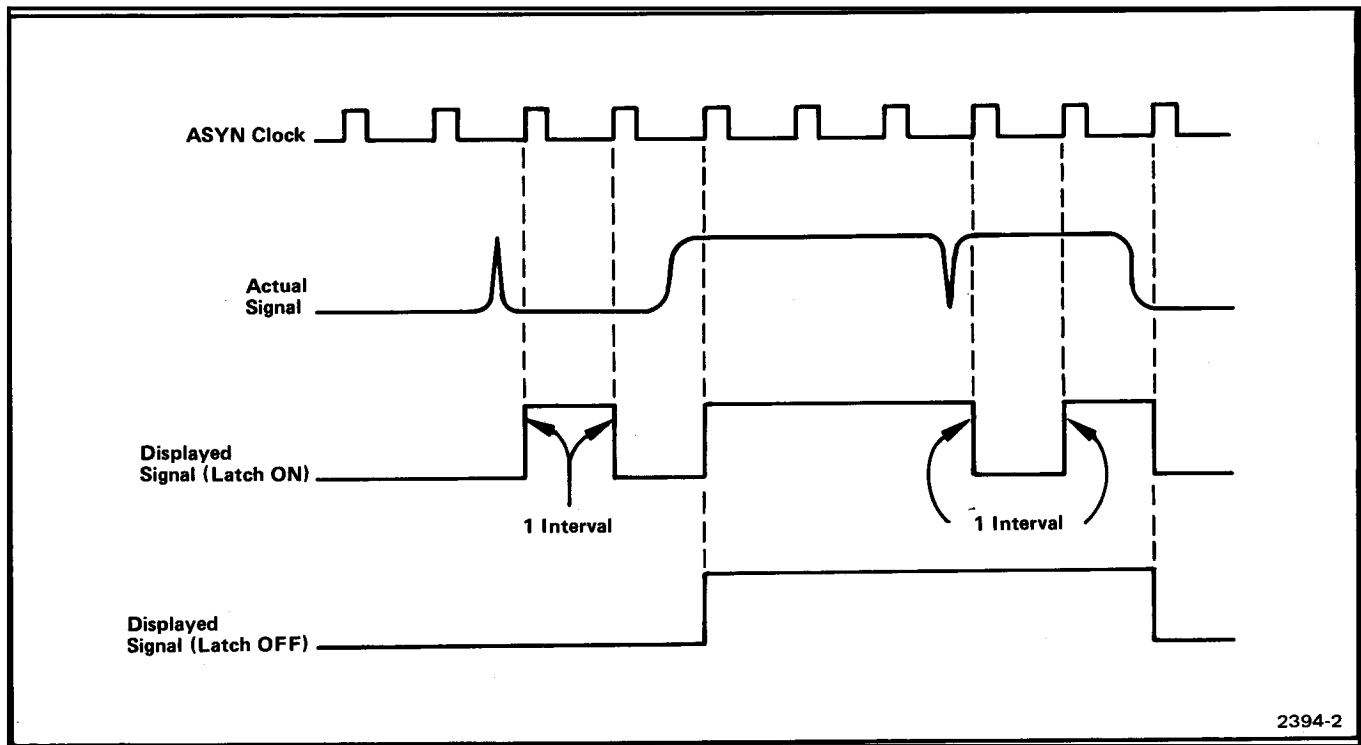 ASYN Clock
Actual
Signal
Displayed
Signal (Latch ON)
1 Interval
1 Interval
Displayed
Signal (Latch OFF)
2394-2